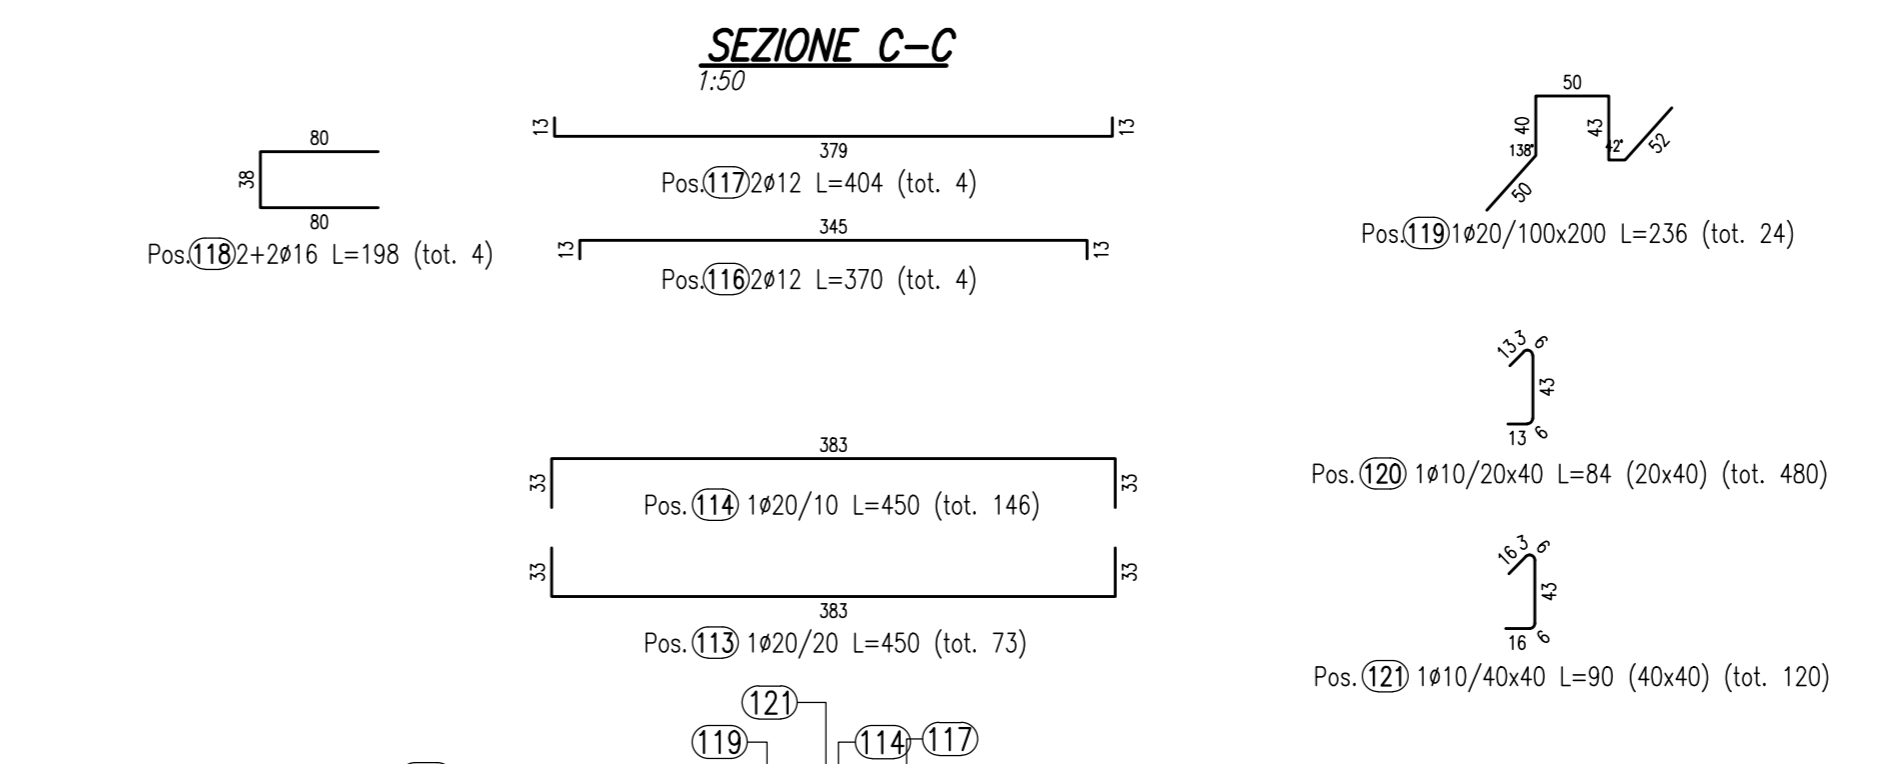 SEZIONE C-C
1:50
80
38
80
Pos.118 2+2ø16 L=198 (tot. 4)
13
13
379
Pos.117 2ø12 L=404 (tot. 4)
345
13
13
Pos.116 2ø12 L=370 (tot. 4)
50
40
43
138°
42°
52
50
Pos.119 1ø20/100x200 L=236 (tot. 24)
13 3 6
43
13 6
Pos. 120 1ø10/20x40 L=84 (20x40) (tot. 480)
383
33
33
Pos. 114 1ø20/10 L=450 (tot. 146)
33
33
383
Pos. 113 1ø20/20 L=450 (tot. 73)
16 3 6
43
16 6
Pos. 121 1ø10/40x40 L=90 (40x40) (tot. 120)
121
119
114
117